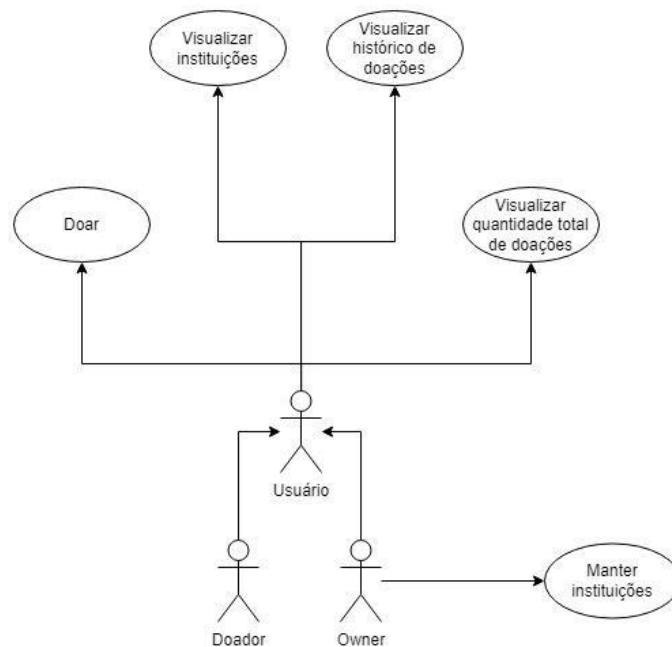 Visualizar
instituições
Visualizar
histórico de
doações
Doar
Visualizar
quantidade total
de doações
Usuário
Doador
Owner
Manter
instituições